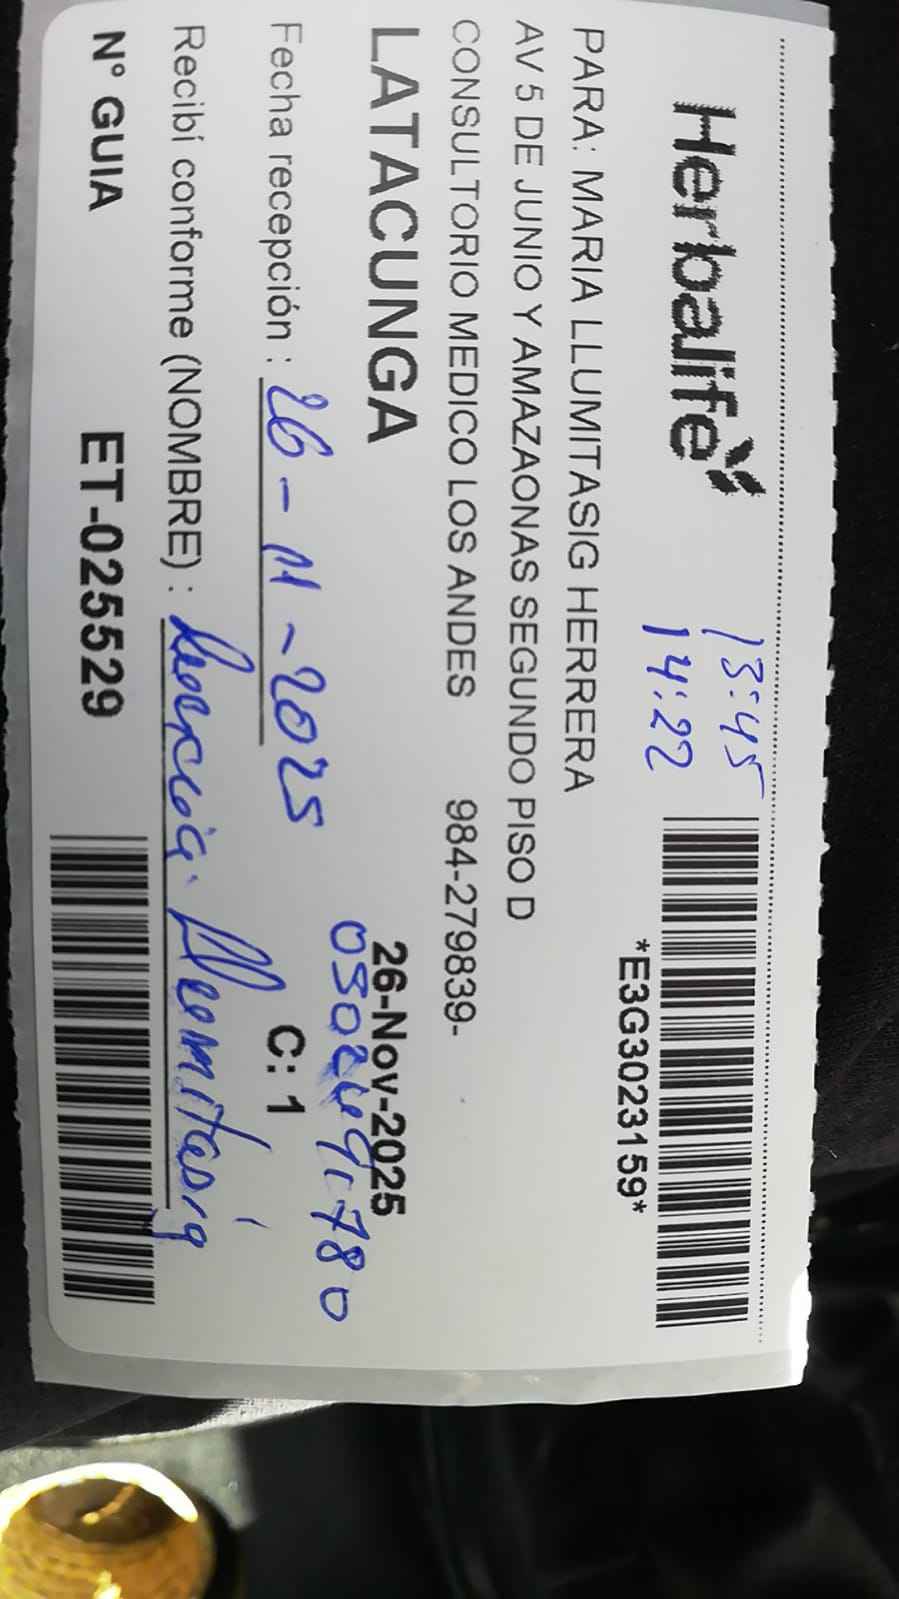 Herbalife
13:45
14:22
*E3G3023159*
PARA: MARIA LLUMITASIG HERRERA
AV 5 DE JUNIO Y AMAZAONAS SEGUNDO PISO D
CONSULTORIO MEDICO LOS ANDES 984-279839-
LATACUNGA 26-Nov-2025
Fecha recepción : 26-11-2025 C: 1
Recibí conforme (NOMBRE) : Llumitasig
N° GUIA ET-025529